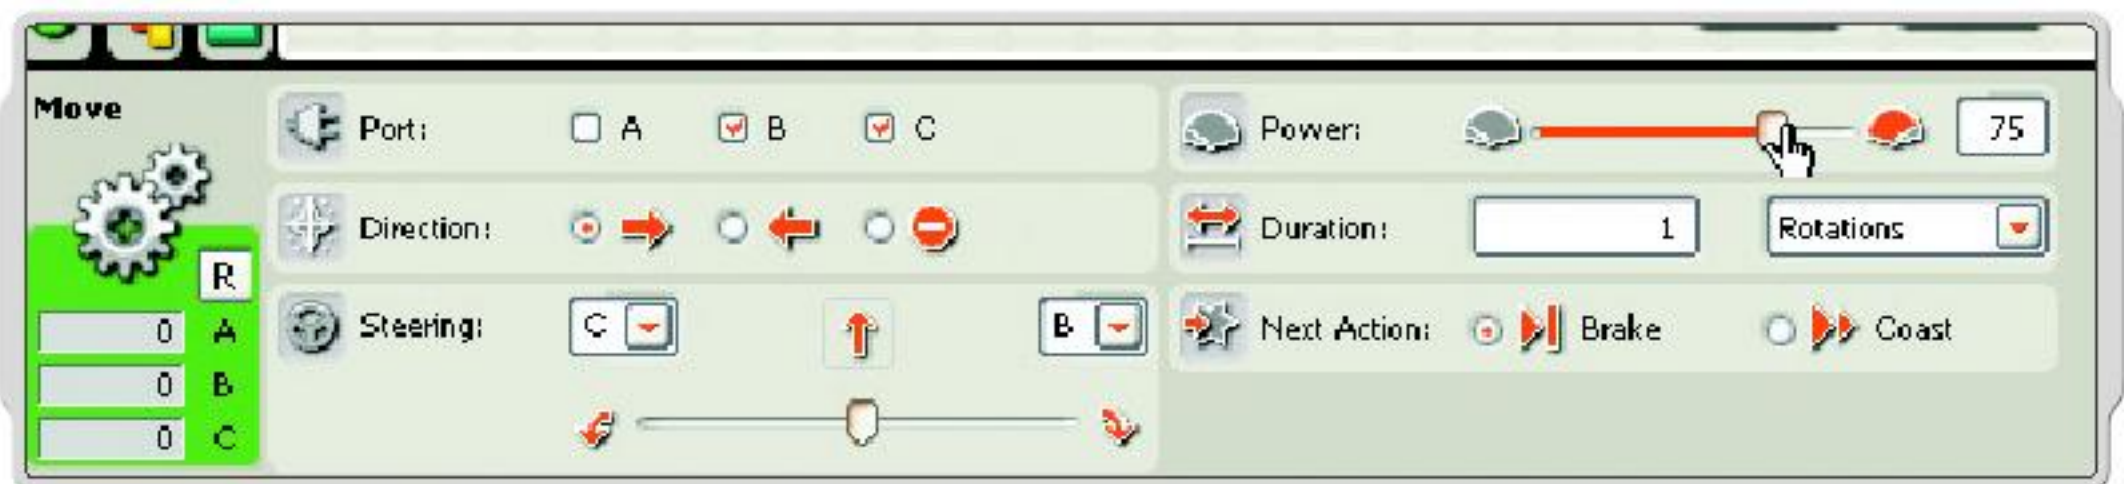 Move
Port: A B C
Power: 75
Direction:
Duration: 1 Rotations
R
Steering: C B
Next Action: Brake Coast
0 A
0 B
0 C